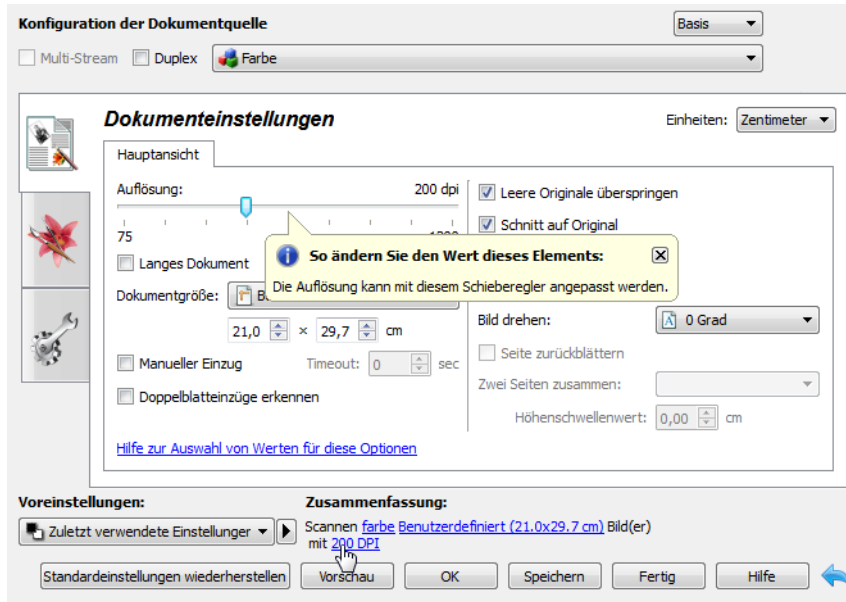 Konfiguration der Dokumentquelle
Basis
Multi-Stream
Duplex
Farbe
Dokumenteinstellungen
Einheiten: Zentimeter
Hauptansicht
Auflösung: 200 dpi
75
Leere Originale überspringen
Schnitt auf Original
So ändern Sie den Wert dieses Elements:
Die Auflösung kann mit diesem Schieberegler angepasst werden.
Langes Dokument
Dokumentgröße:
21,0 × 29,7 cm
Manueller Einzug Timeout: 0 sec
Doppelblatteinzüge erkennen
Bild drehen: 0 Grad
Seite zurückblättern
Zwei Seiten zusammen:
Höhenschwellenwert: 0,00 cm
Hilfe zur Auswahl von Werten für diese Optionen
Voreinstellungen:
Zuletzt verwendete Einstellunger
Zusammenfassung:
Scannen farbe Benutzerdefiniert (21.0x29.7 cm) Bild(er)
mit 200 DPI
Standardeinstellungen wiederherstellen
Vorschau
OK
Speichern
Fertig
Hilfe